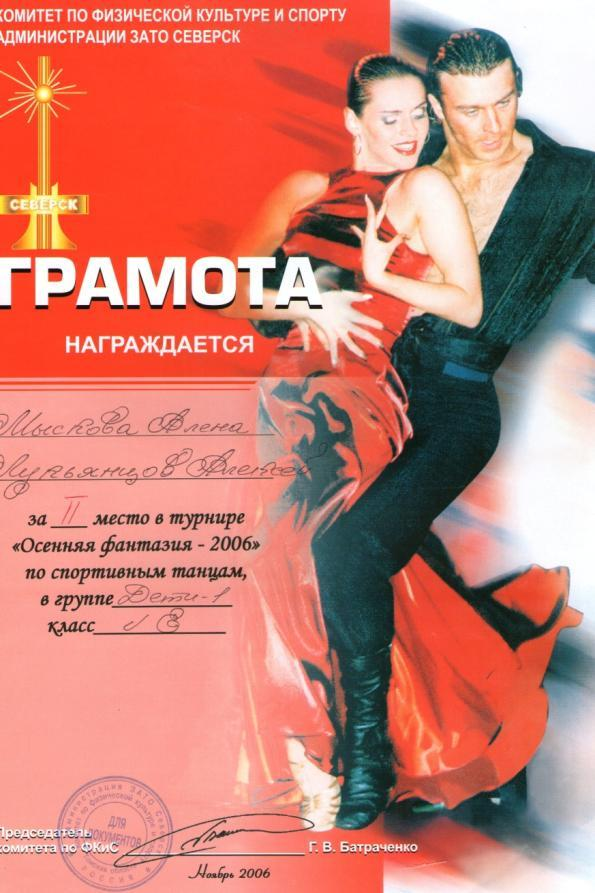 КОМИТЕТ ПО ФИЗИЧЕСКОЙ КУЛЬТУРЕ И СПОРТУ
АДМИНИСТРАЦИИ ЗАТО СЕВЕРСК
СЕВЕРСК
ГРАМОТА
НАГРАЖДАЕТСЯ
Мыскова Алена
Лукьянцов Алексей
за II место в турнире
«Осенняя фантазия - 2006»
по спортивным танцам,
в группе Дети-1
класс
ДЛЯ
ДОКУМЕНТОВ
РОССИЯ
Председатель
комитета по ФКиС Г. В. Батраченко
Ноябрь 2006